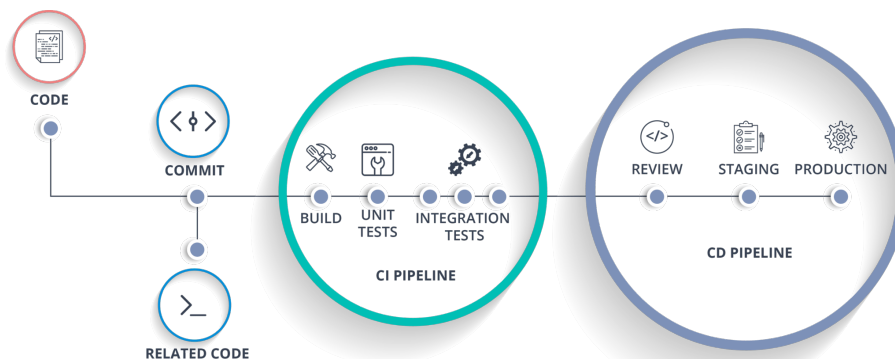 CODE
COMMIT
RELATED CODE
BUILD
UNIT
TESTS
INTEGRATION
TESTS
CI PIPELINE
REVIEW
STAGING
PRODUCTION
CD PIPELINE